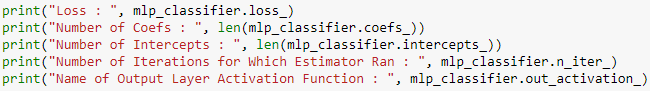 print("Loss : ", mlp_classifier.loss_)
print("Number of Coefs : ", len(mlp_classifier.coefs_))
print("Number of Intercepts : ", len(mlp_classifier.intercepts_))
print("Number of Iterations for Which Estimator Ran : ", mlp_classifier.n_iter_)
print("Name of Output Layer Activation Function : ", mlp_classifier.out_activation_)